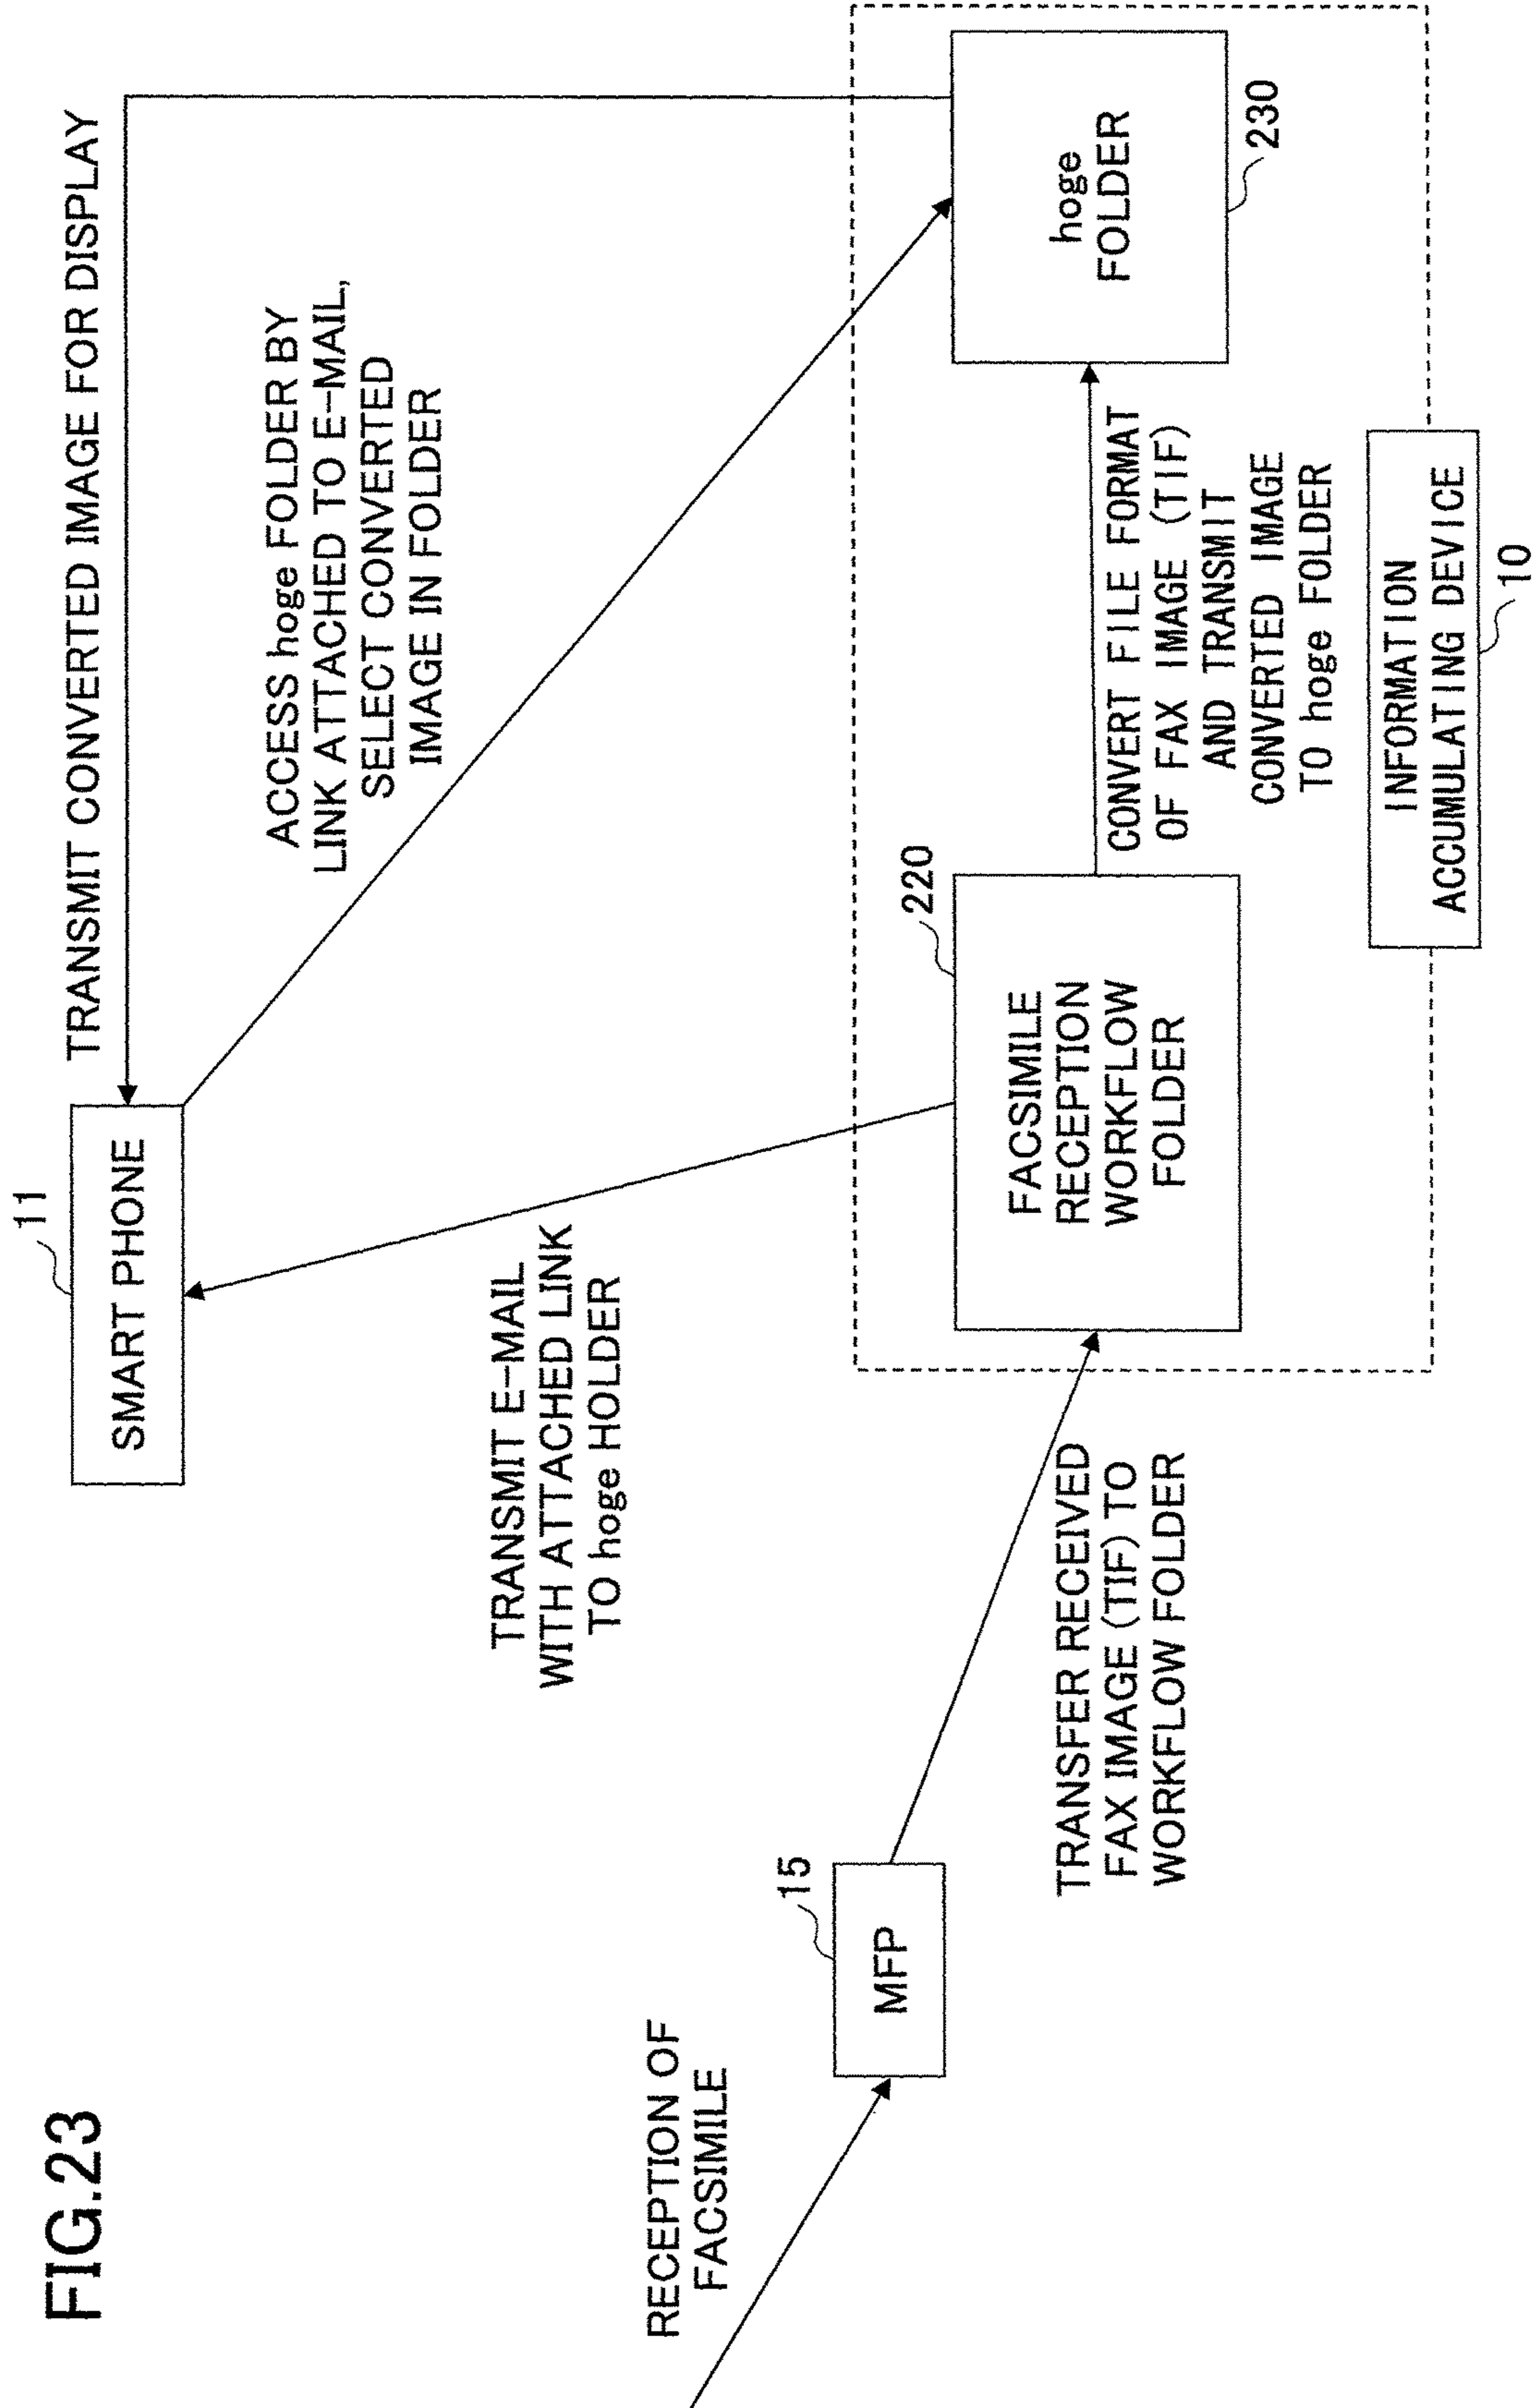 FIG.23
11
SMART PHONE
TRANSMIT CONVERTED IMAGE FOR DISPLAY
ACCESS hoge FOLDER BY
LINK ATTACHED TO E-MAIL,
SELECT CONVERTED
IMAGE IN FOLDER
TRANSMIT E-MAIL
WITH ATTACHED LINK
TO hoge HOLDER
RECEPTION OF
FACSIMILE
15
MFP
TRANSFER RECEIVED
FAX IMAGE (TIF) TO
WORKFLOW FOLDER
220
FACSIMILE
RECEPTION
WORKFLOW
FOLDER
CONVERT FILE FORMAT
OF FAX IMAGE (TIF)
AND TRANSMIT
CONVERTED IMAGE
TO hoge FOLDER
hoge
FOLDER
230
INFORMATION
ACCUMULATING DEVICE
10